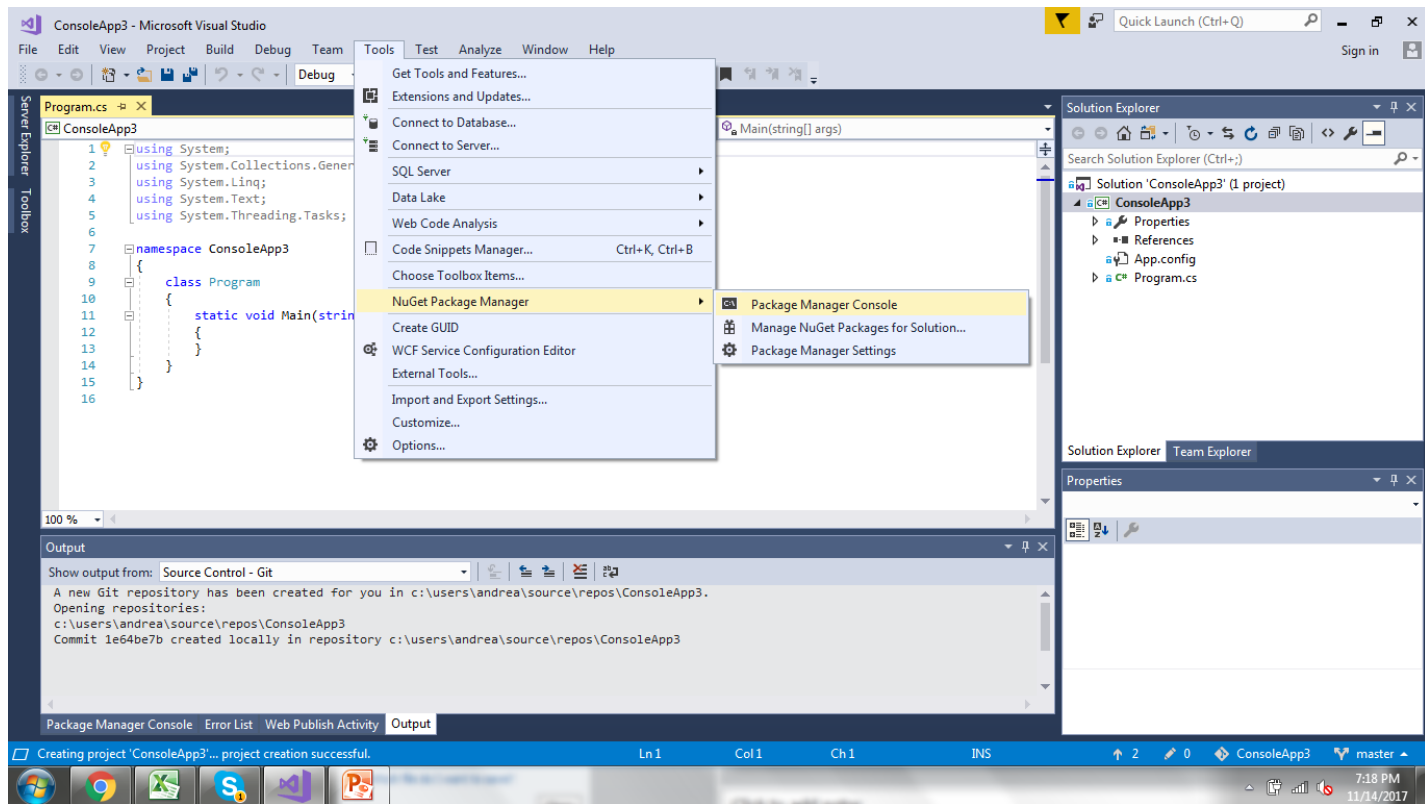 ConsoleApp3 - Microsoft Visual Studio
Quick Launch (Ctrl+Q)
File Edit View Project Build Debug Team Tools Test Analyze Window Help
Sign in
Debug
Server Explorer
Toolbox
Program.cs
ConsoleApp3
Main(string[] args)
1 using System;
2 using System.Collections.Gener
3 using System.Linq;
4 using System.Text;
5 using System.Threading.Tasks;
6
7 namespace ConsoleApp3
8 {
9 class Program
10 {
11 static void Main(strin
12 {
13 }
14 }
15 }
16
100 %
Get Tools and Features...
Extensions and Updates...
Connect to Database...
Connect to Server...
SQL Server
Data Lake
Web Code Analysis
Code Snippets Manager... Ctrl+K, Ctrl+B
Choose Toolbox Items...
NuGet Package Manager
Create GUID
WCF Service Configuration Editor
External Tools...
Import and Export Settings...
Customize...
Options...
Package Manager Console
Manage NuGet Packages for Solution...
Package Manager Settings
Solution Explorer
Search Solution Explorer (Ctrl+;)
Solution 'ConsoleApp3' (1 project)
C# ConsoleApp3
Properties
References
App.config
C# Program.cs
Solution Explorer Team Explorer
Properties
Output
Show output from: Source Control - Git
A new Git repository has been created for you in c:\users\andrea\source\repos\ConsoleApp3.
Opening repositories:
c:\users\andrea\source\repos\ConsoleApp3
Commit 1e64be7b created locally in repository c:\users\andrea\source\repos\ConsoleApp3
Package Manager Console Error List Web Publish Activity Output
Creating project 'ConsoleApp3'... project creation successful.
Ln 1 Col 1 Ch 1 INS
2 0 ConsoleApp3 master
7:18 PM
11/14/2017